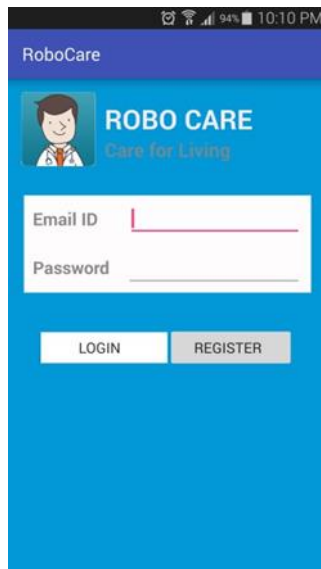 94% 10:10 PM
RoboCare
ROBO CARE
Care for Living
Email ID
Password
LOGIN REGISTER